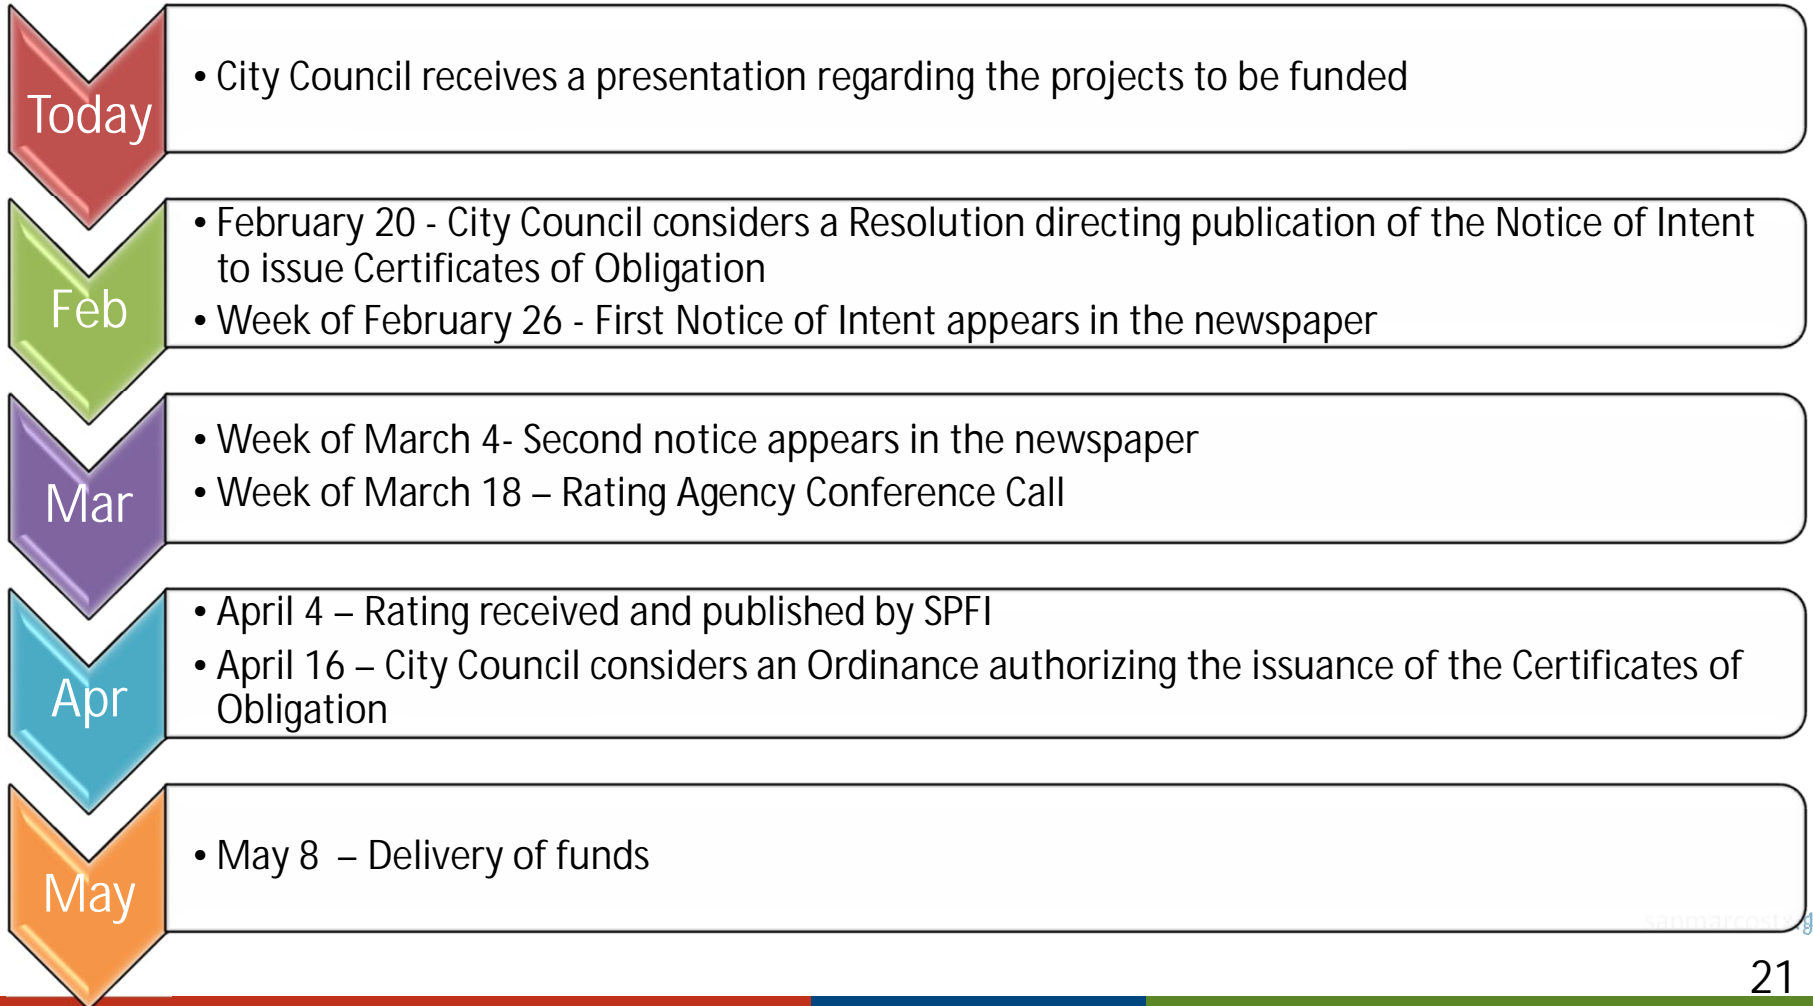 Today
• City Council receives a presentation regarding the projects to be funded
Feb
• February 20 - City Council considers a Resolution directing publication of the Notice of Intent
to issue Certificates of Obligation
• Week of February 26 - First Notice of Intent appears in the newspaper
Mar
• Week of March 4- Second notice appears in the newspaper
• Week of March 18 – Rating Agency Conference Call
Apr
• April 4 – Rating received and published by SPFI
• April 16 – City Council considers an Ordinance authorizing the issuance of the Certificates of
Obligation
May
• May 8 – Delivery of funds
21